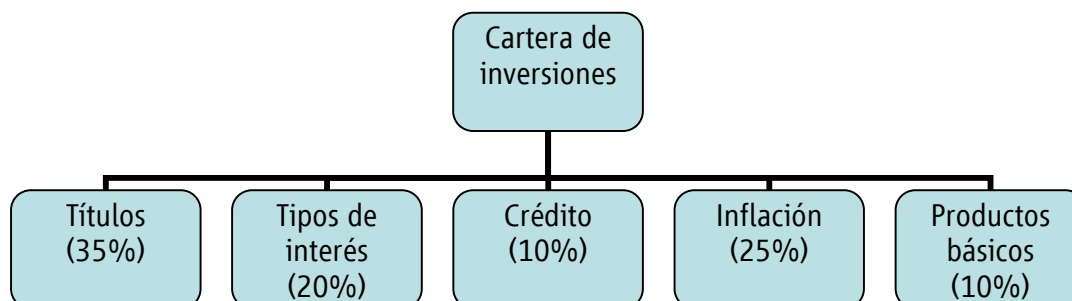 Cartera de
inversiones
Títulos
(35%)
Tipos de
interés
(20%)
Crédito
(10%)
Inflación
(25%)
Productos
básicos
(10%)